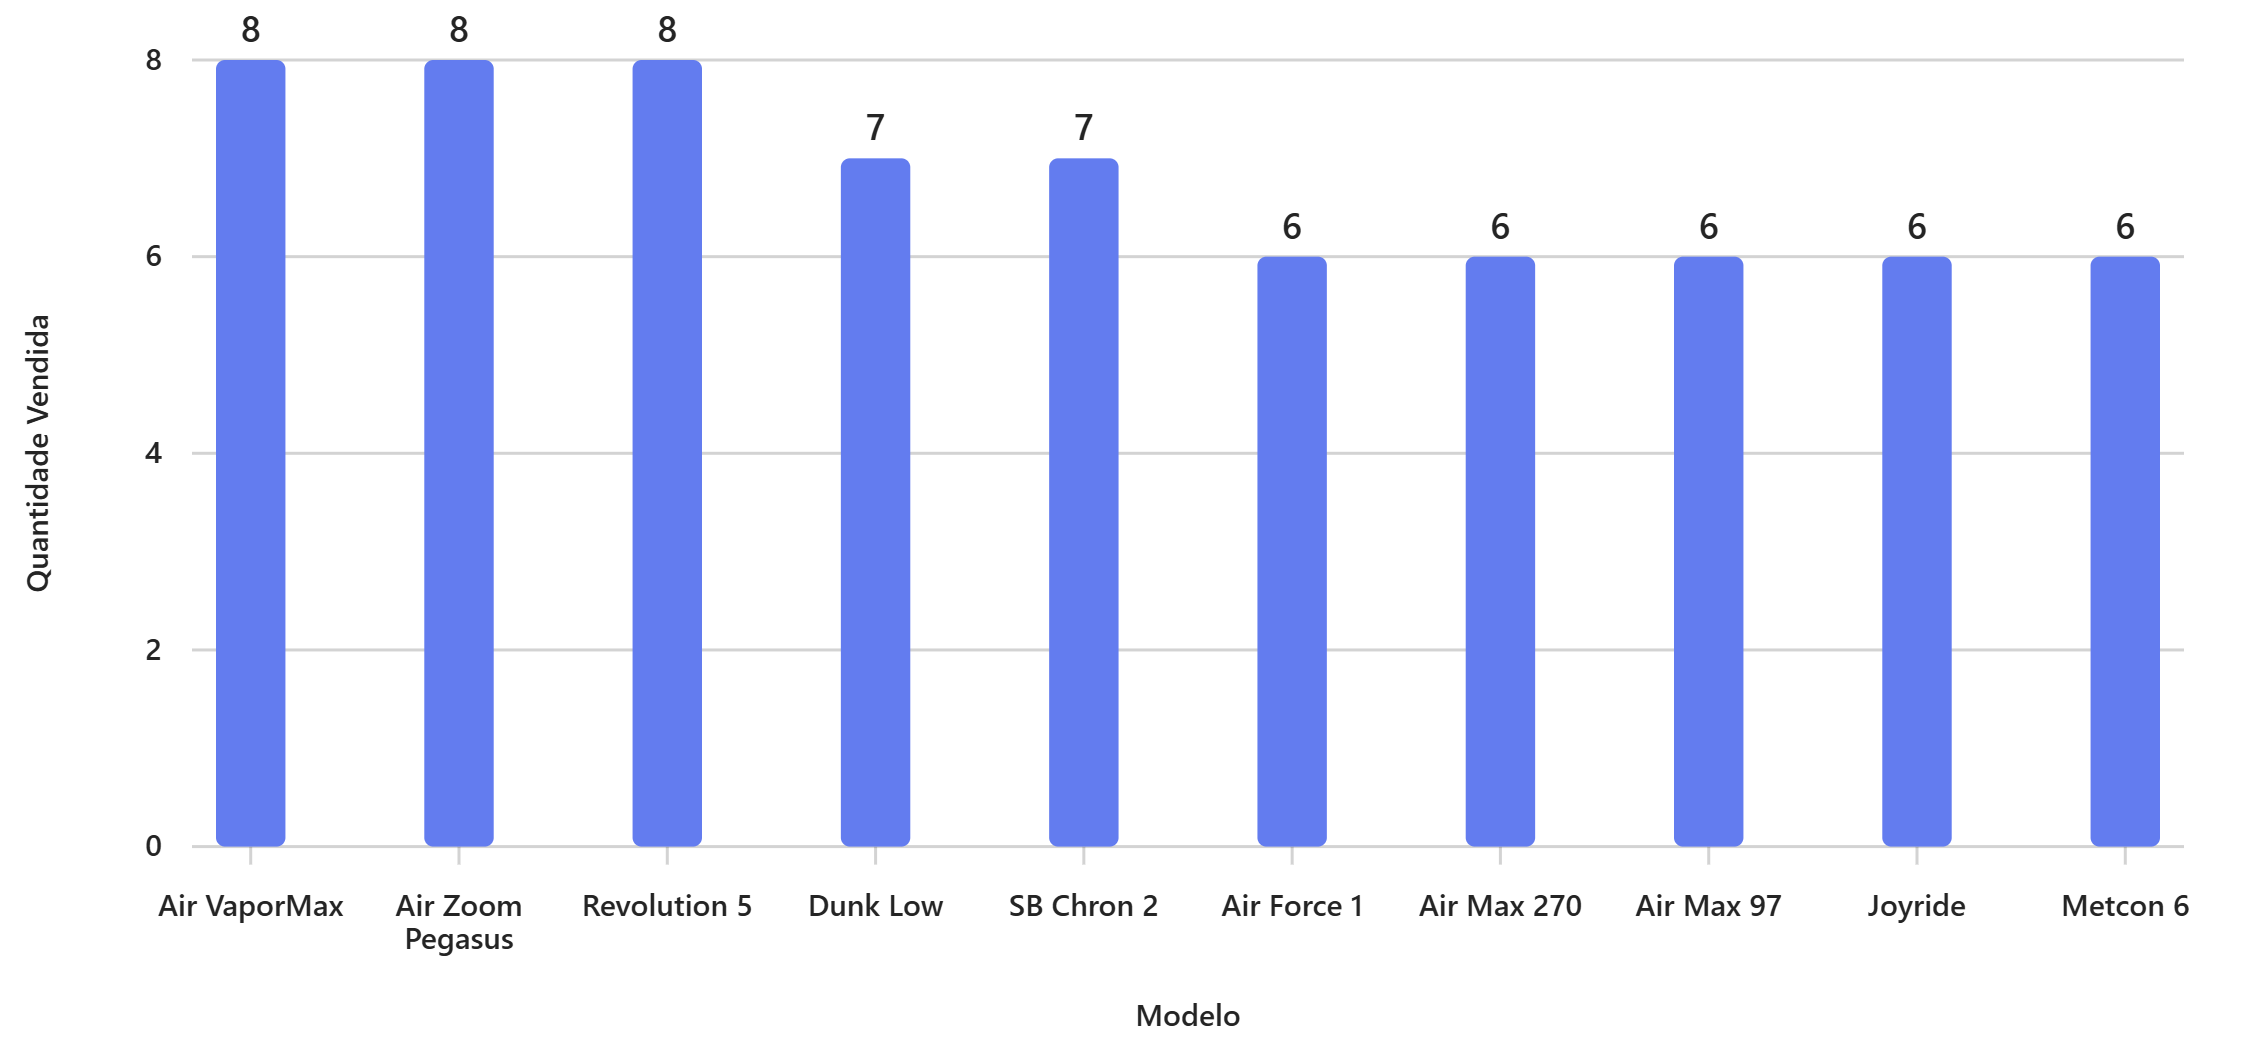 8
8
8
7
7
6
6
6
6
6
8
6
4
2
0
Quantidade Vendida
Air VaporMax
Air Zoom
Pegasus
Revolution 5
Dunk Low
SB Chron 2
Air Force 1
Air Max 270
Air Max 97
Joyride
Metcon 6
Modelo